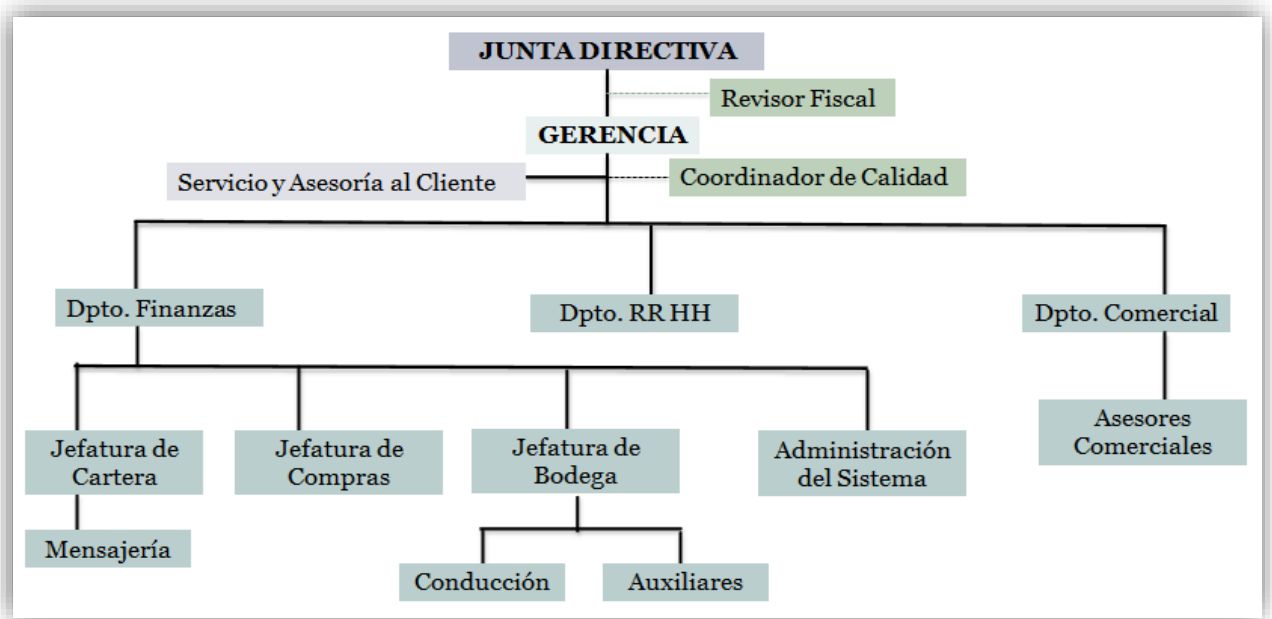 JUNTA DIRECTIVA
Revisor Fiscal
GERENCIA
Servicio y Asesoría al Cliente
Coordinador de Calidad
Dpto. Finanzas
Dpto. RR HH
Dpto. Comercial
Jefatura de
Cartera
Jefatura de
Compras
Jefatura de
Bodega
Administración
del Sistema
Asesores
Comerciales
Mensajería
Conducción
Auxiliares